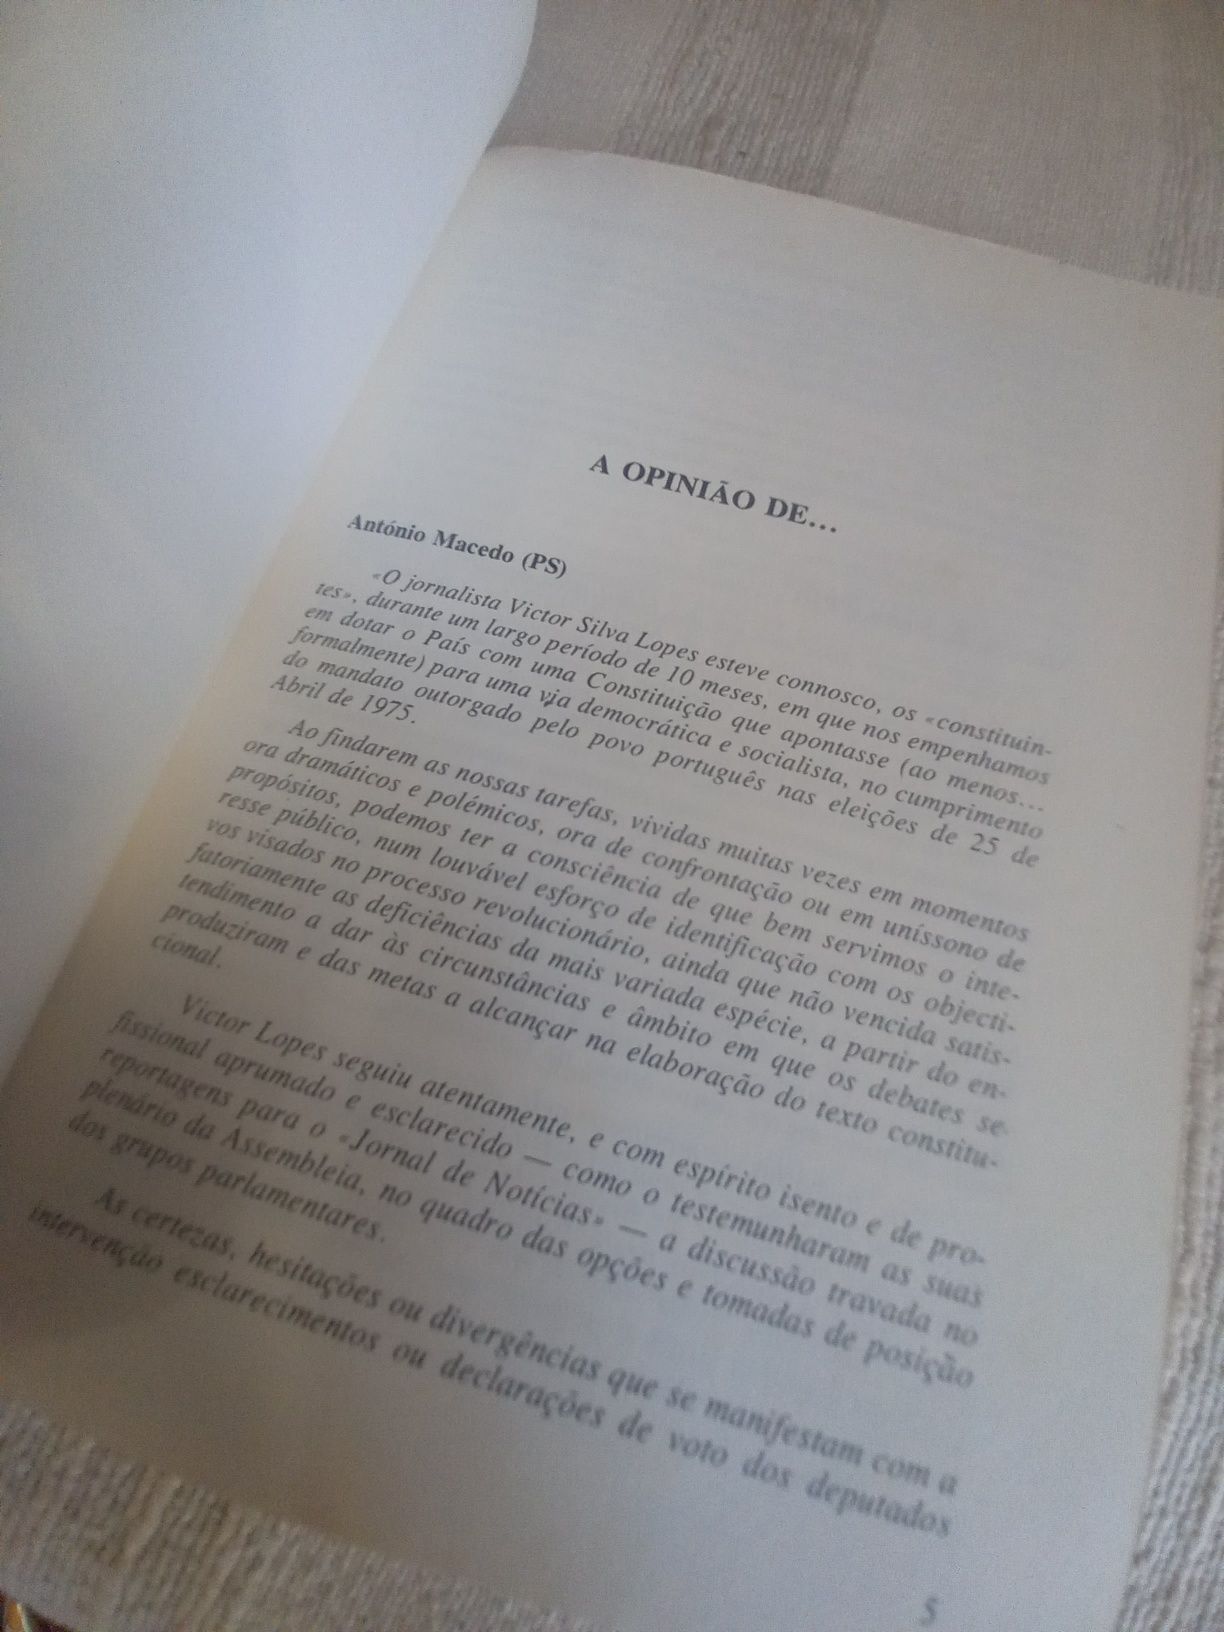 A OPINIÃO DE...
António Macedo (PS)
«O jornalista Victor Silva Lopes esteve connosco, os «constituin-
tes», durante um largo período de 10 meses, em que nos empenhamos
em dotar o País com uma Constituição que apontasse (ao menos...
formalmente) para uma via democrática e socialista, no cumprimento
do mandato outorgado pelo povo português nas eleições de 25 de
Abril de 1975.
Ao findarem as nossas tarefas, vividas muitas vezes em momentos
ora dramáticos e polémicos, ora de confrontação ou em uníssono de
propósitos, podemos ter a consciência de que bem servimos o inte-
resse público, num louvável esforço de identificação com os objecti-
vos visados no processo revolucionário, ainda que não vencida satis-
fatoriamente as deficiências da mais variada espécie, a partir do en-
tendimento a dar às circunstâncias e âmbito em que os debates se
produziram e das metas a alcançar na elaboração do texto constitu-
cional.
Victor Lopes seguiu atentamente, e com espírito isento e de pro-
fissional aprumado e esclarecido — como o testemunharam as suas
reportagens para o «Jornal de Notícias» — a discussão travada no
plenário da Assembleia, no quadro das opções e tomadas de posição
dos grupos parlamentares.
As certezas, hesitações ou divergências que se manifestam com a
intervenção esclarecimentos ou declarações de voto dos deputados
5